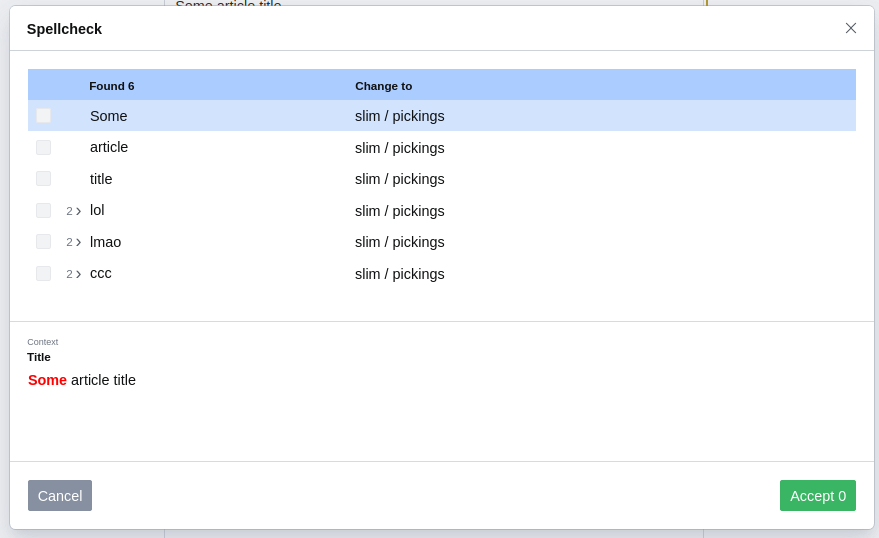 Some article title
Spellcheck
Found 6 Change to
Some slim / pickings
article slim / pickings
title slim / pickings
2 › lol slim / pickings
2 › lmao slim / pickings
2 › ccc slim / pickings
Context
Title
Some article title
Cancel Accept 0